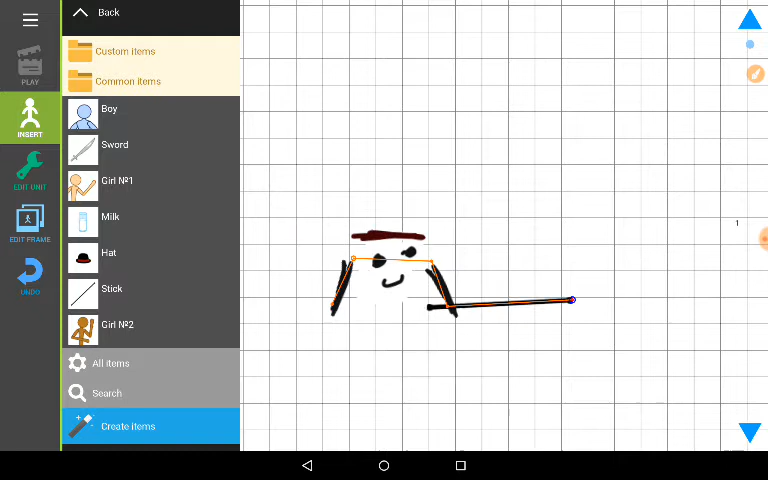 Back
PLAY
INSERT
EDIT UNIT
EDIT FRAME
UNDO
Custom items
Common items
Boy
Sword
Girl №1
Milk
Hat
Stick
Girl №2
All items
Search
Create items
1